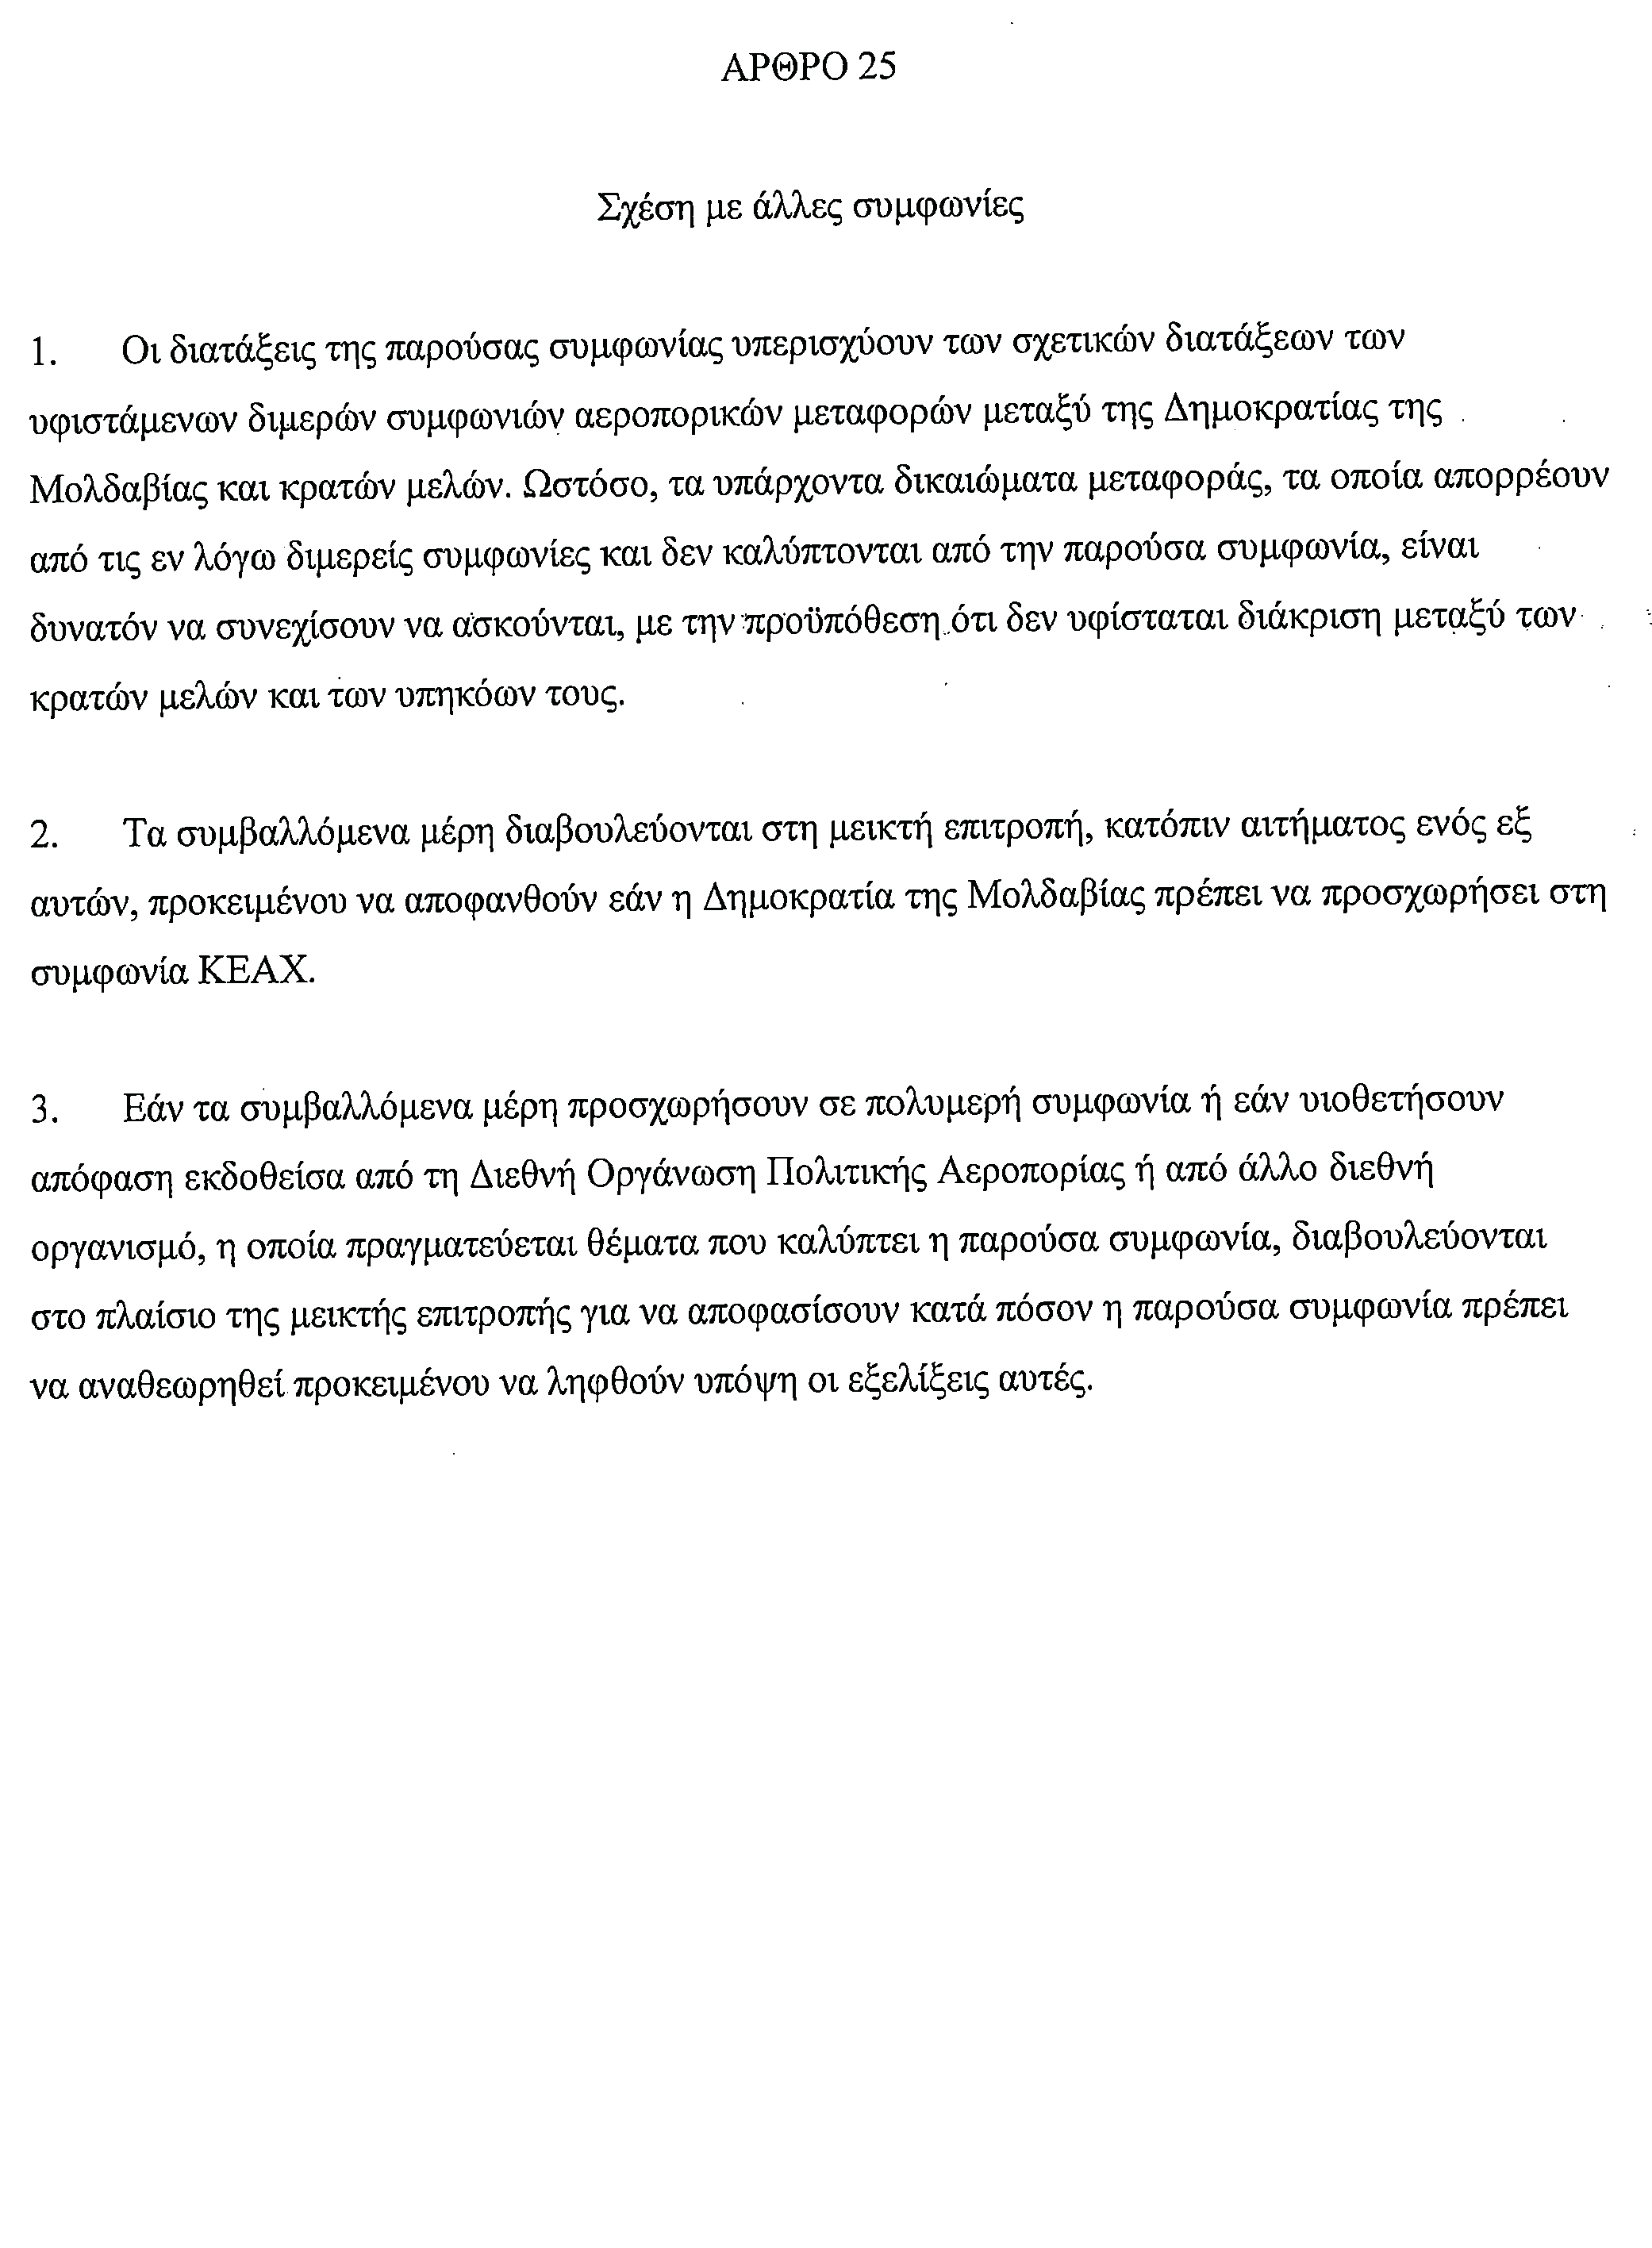 ΑΡΘΡΟ 25
Σχέση με άλλες συμφωνίες
1. Οι διατάξεις της παρούσας συμφωνίας υπερισχύουν των σχετικών διατάξεων των
υφιστάμενων διμερών συμφωνιών αεροπορικών μεταφορών μεταξύ της Δημοκρατίας της
Μολδαβίας και κρατών μελών. Ωστόσο, τα υπάρχοντα δικαιώματα μεταφοράς, τα οποία απορρέουν
από τις εν λόγω διμερείς συμφωνίες και δεν καλύπτονται από την παρούσα συμφωνία, είναι
δυνατόν να συνεχίσουν να ασκούνται, με την προϋπόθεση ότι δεν υφίσταται διάκριση μεταξύ των
κρατών μελών και των υπηκόων τους.
2. Τα συμβαλλόμενα μέρη διαβουλεύονται στη μεικτή επιτροπή, κατόπιν αιτήματος ενός εξ
αυτών, προκειμένου να αποφανθούν εάν η Δημοκρατία της Μολδαβίας πρέπει να προσχωρήσει στη
συμφωνία ΚΕΑΧ.
3. Εάν τα συμβαλλόμενα μέρη προσχωρήσουν σε πολυμερή συμφωνία ή εάν υιοθετήσουν
απόφαση εκδοθείσα από τη Διεθνή Οργάνωση Πολιτικής Αεροπορίας ή από άλλο διεθνή
οργανισμό, η οποία πραγματεύεται θέματα που καλύπτει η παρούσα συμφωνία, διαβουλεύονται
στο πλαίσιο της μεικτής επιτροπής για να αποφασίσουν κατά πόσον η παρούσα συμφωνία πρέπει
να αναθεωρηθεί προκειμένου να ληφθούν υπόψη οι εξελίξεις αυτές.